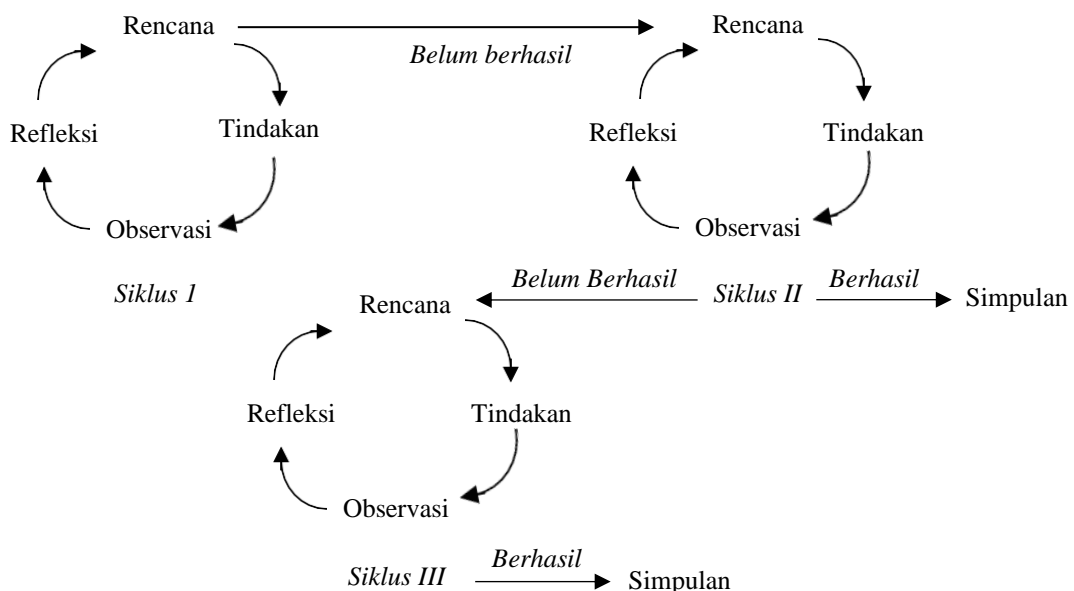 Rencana
Belum berhasil
Rencana
Refleksi
Tindakan
Refleksi
Tindakan
Observasi
Observasi
Siklus 1
Belum Berhasil
Siklus II
Berhasil
Simpulan
Rencana
Refleksi
Tindakan
Observasi
Siklus III
Berhasil
Simpulan